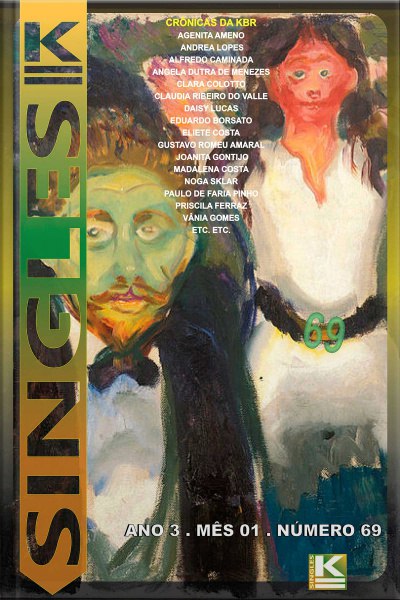 SINGLES K
CRÔNICAS DA KBR
AGENITA AMENO
ANDREA LOPES
ALFREDO CAMINADA
ANGELA DUTRA DE MENEZES
CLARA COLOTTO
CLAUDIA RIBEIRO DO VALLE
DAISY LUCAS
EDUARDO BORSATO
ELIETE COSTA
GUSTAVO ROMEU AMARAL
JOANITA GONTIJO
MADALENA COSTA
NOGA SKLAR
PAULO DE FARIA PINHO
PRISCILA FERRAZ
VÂNIA GOMES
ETC. ETC.
69
ANO 3 . MÊS 01 . NÚMERO 69
SINGLES K